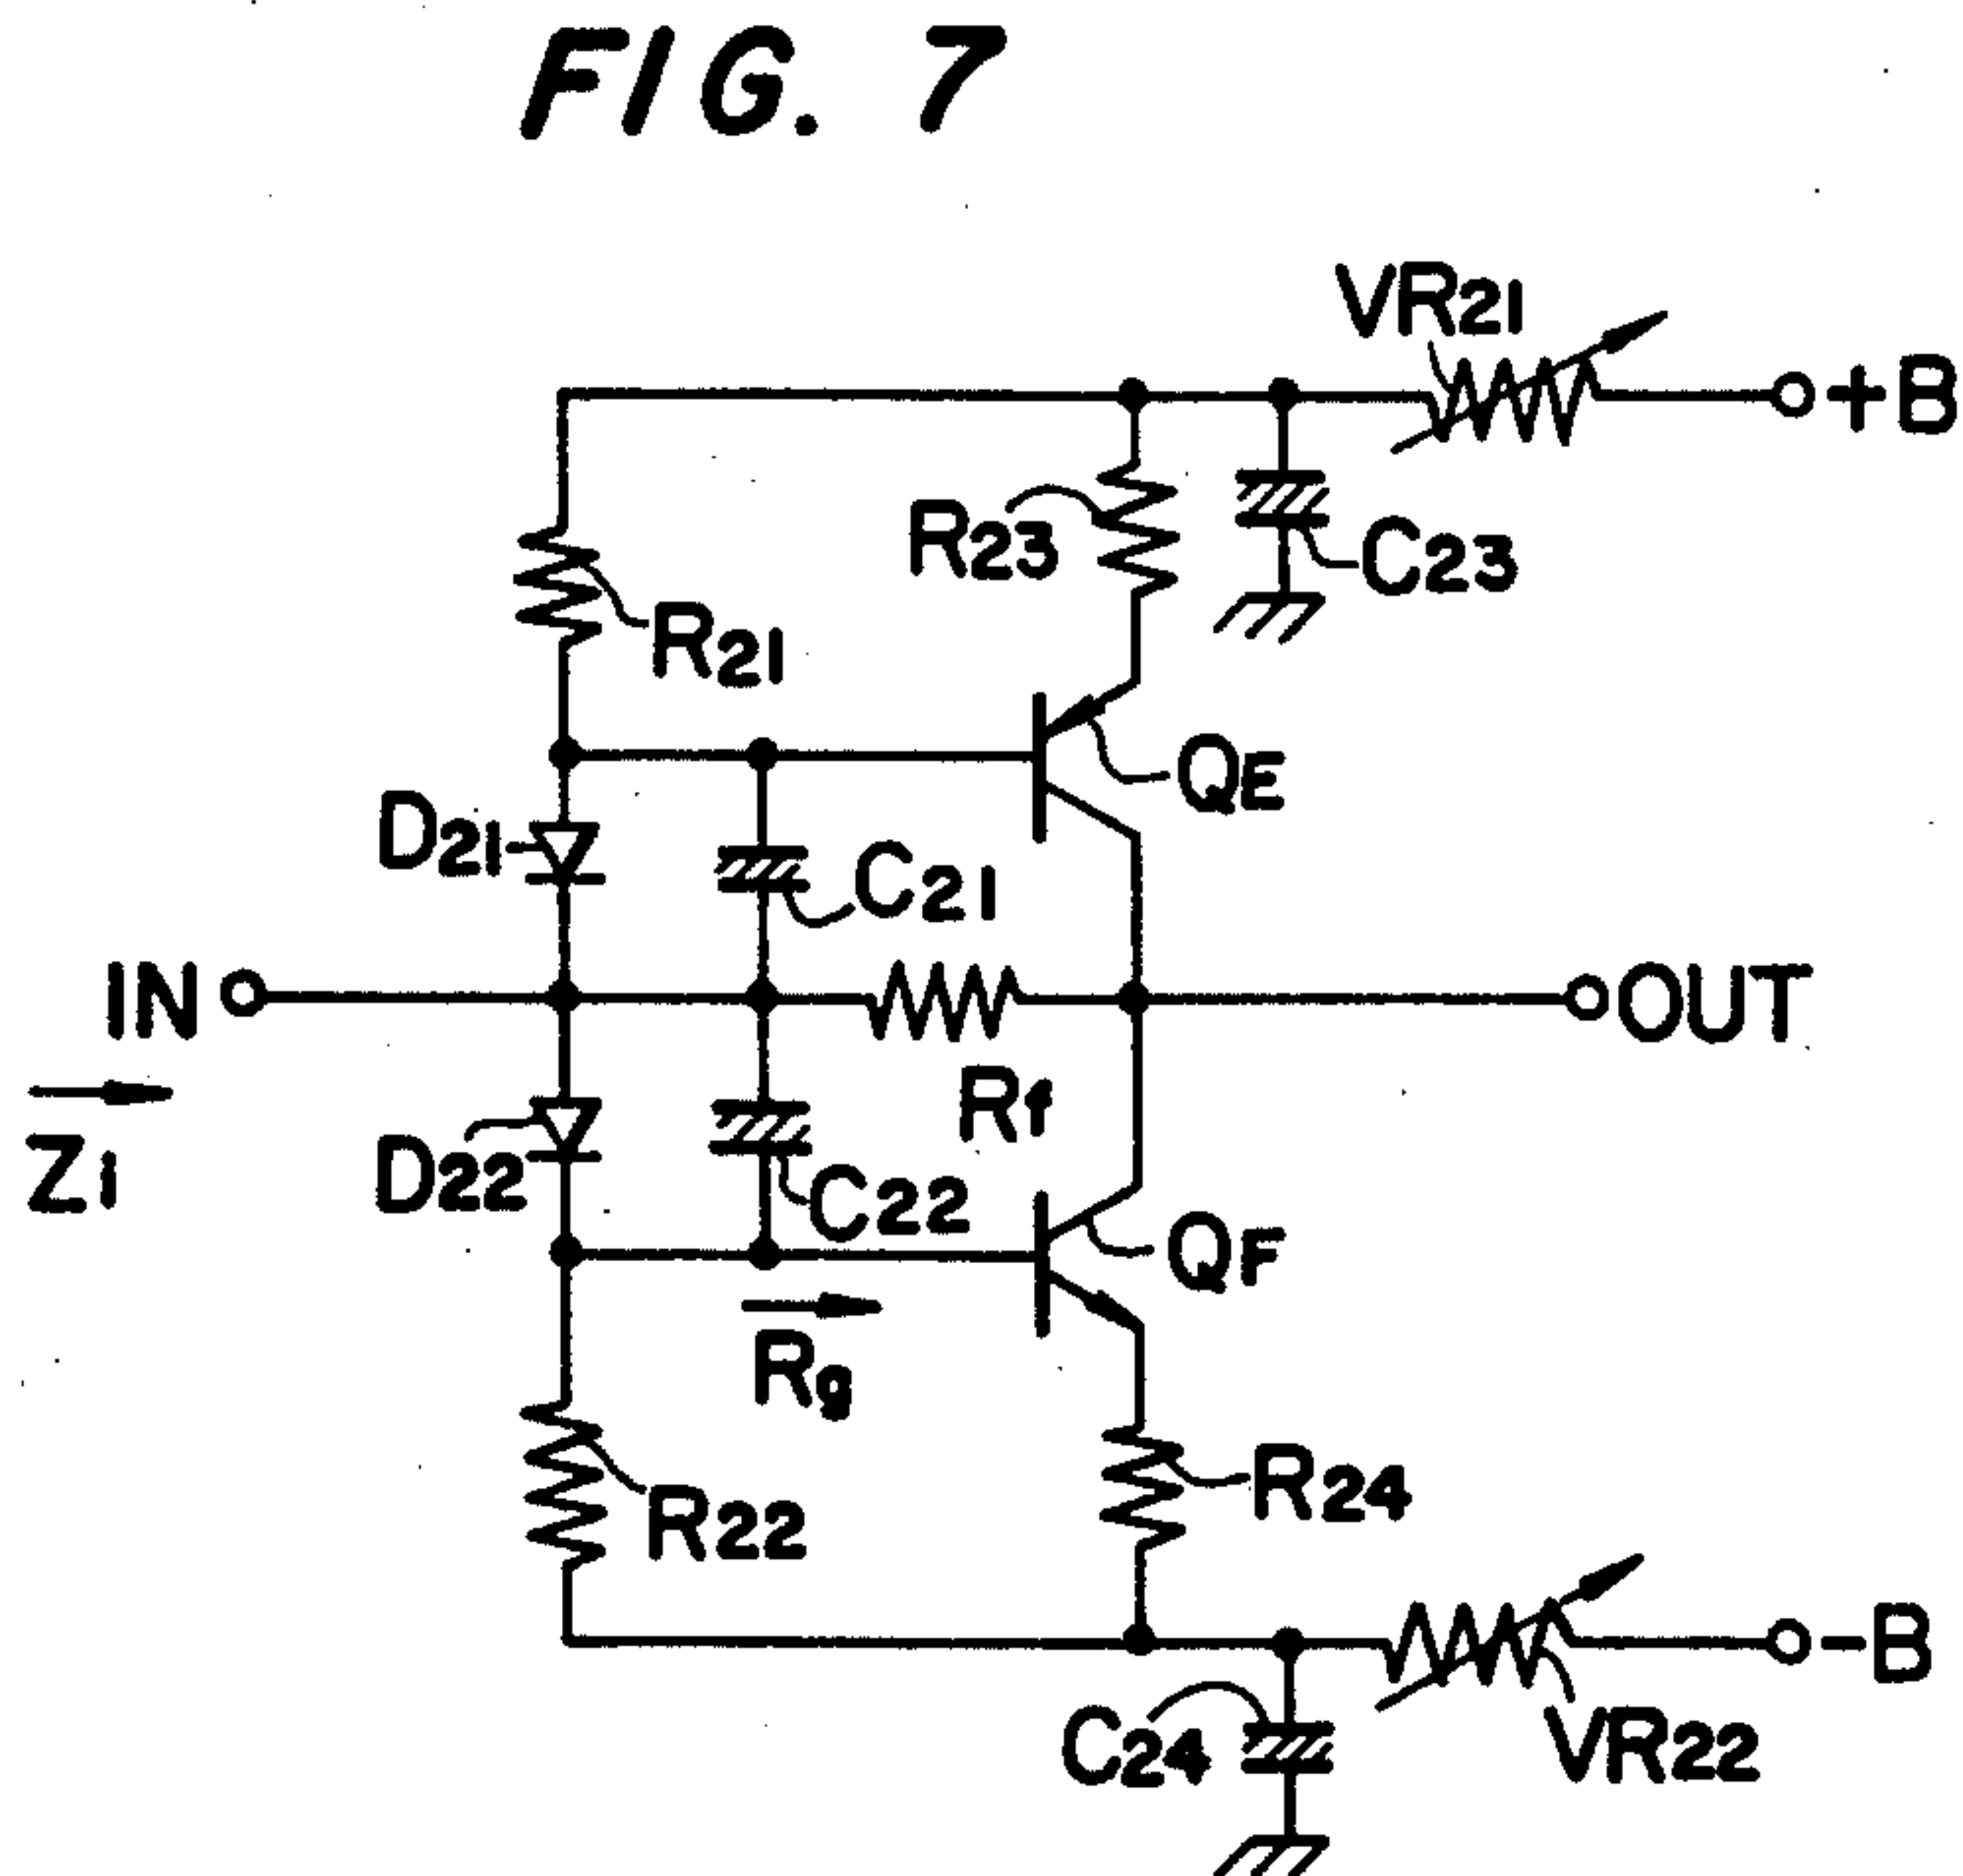 FIG. 7
VR21
+B
R23
C23
R21
QE
D21
C21
IN
OUT
Rf
Zi
D22
C22
QF
Rg
R22
R24
-B
C24
VR22